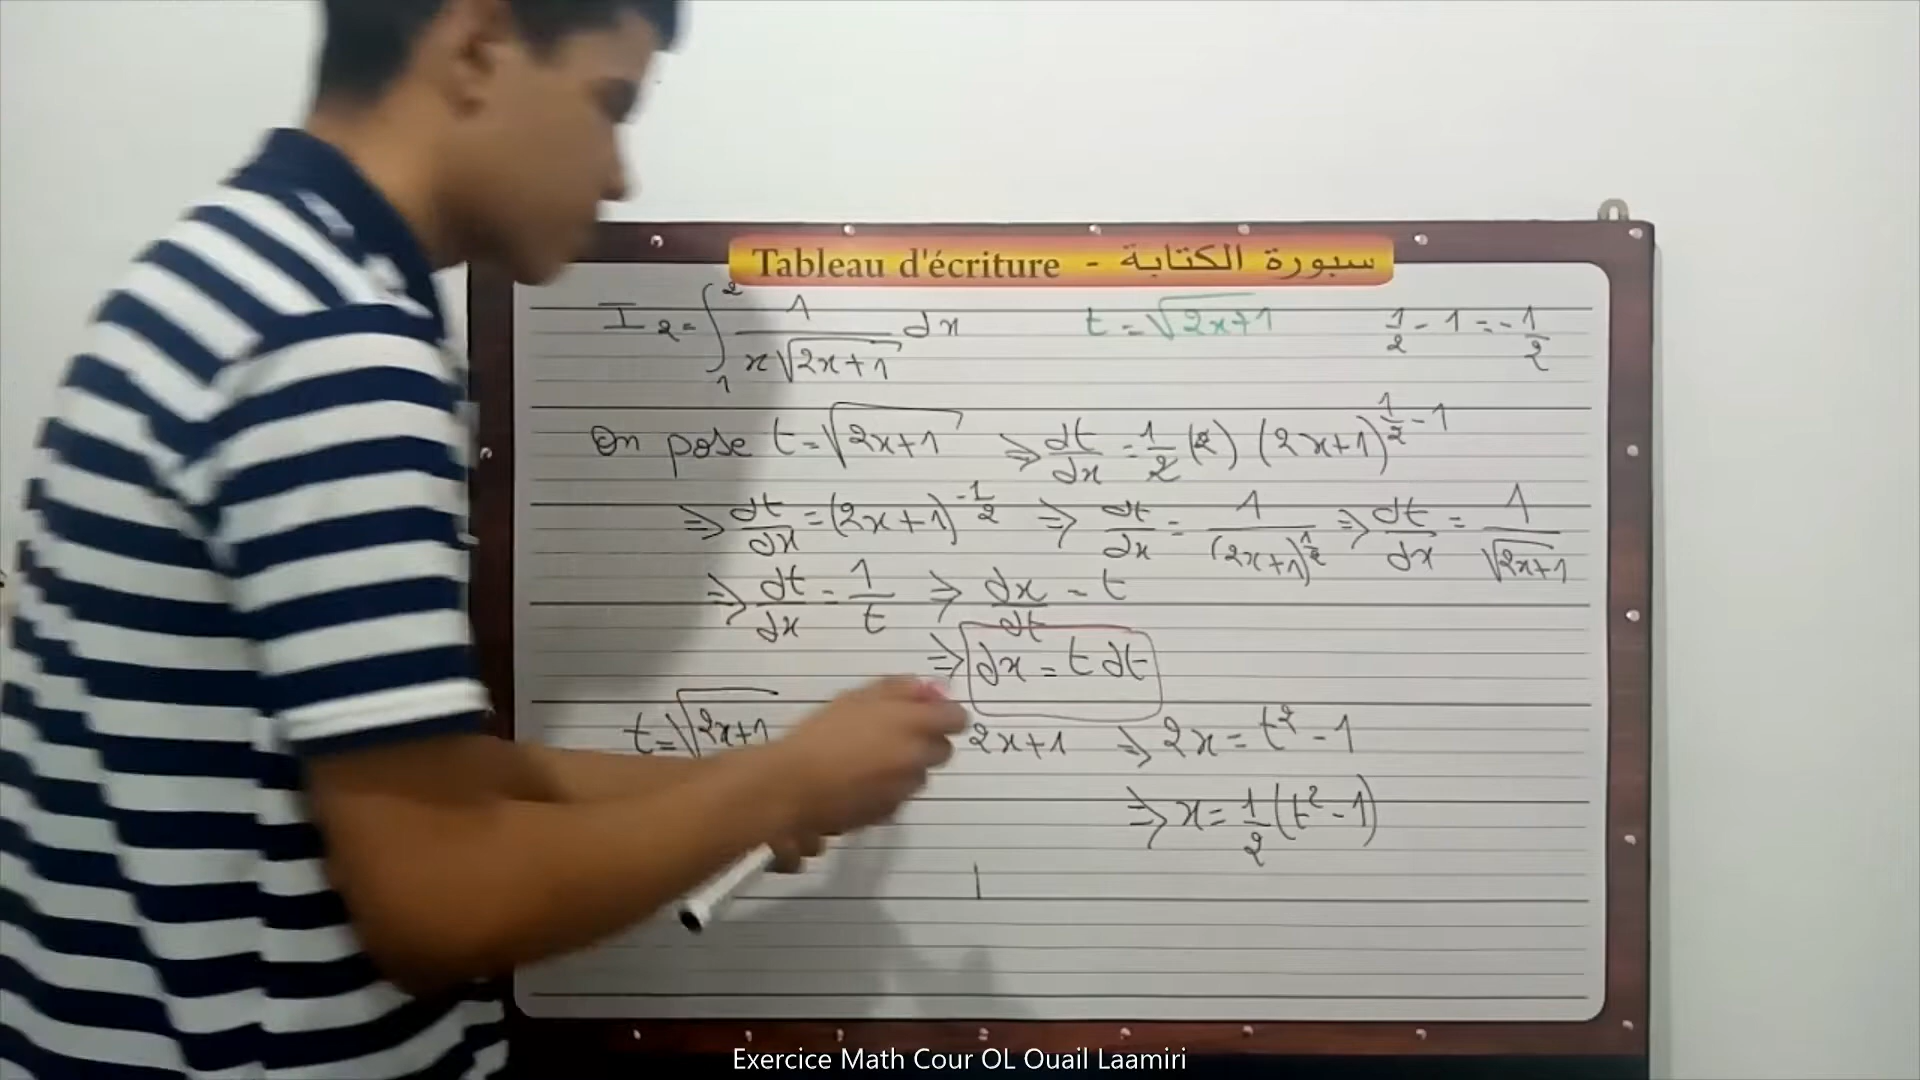 Tableau d'écriture - سبورة الكتابة
I₂ = ∫₁² 1/(x√(2x+1)) dx    t = √(2x+1)    1/2 - 1 = -1/2
On pose t = √(2x+1) ⇒ dt/dx = 1/2 (2) (2x+1)^(1/2 - 1)
⇒ dt/dx = (2x+1)^(-1/2) ⇒ dt/dx = 1/(2x+1)^(1/2) ⇒ dt/dx = 1/√(2x+1)
⇒ dt/dx = 1/t ⇒ dx/dt = t
⇒ dx = t dt
t = √(2x+1)    2x+1 ⇒ 2x = t² - 1
⇒ x = 1/2 (t² - 1)
Exercice Math Cour OL Ouail Laamiri